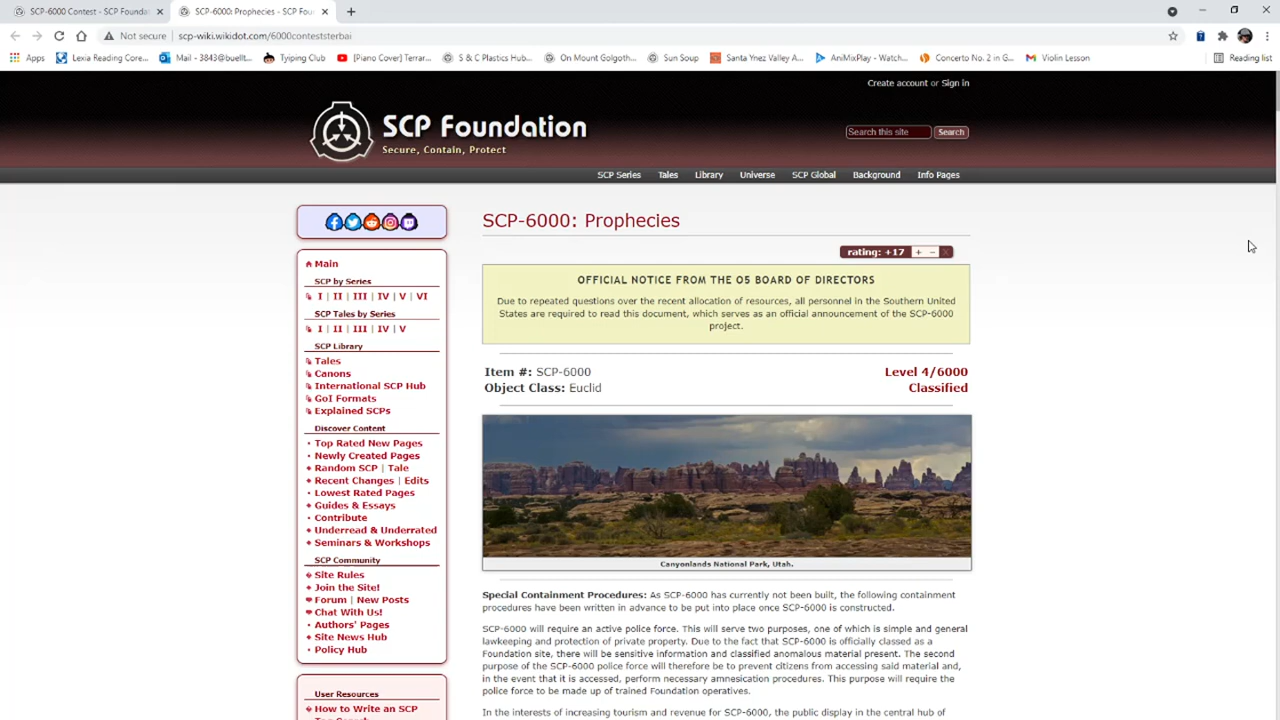 SCP-6000 Contest - SCP Founda
SCP-6000: Prophecies - SCP Fou
Not secure
scp-wiki.wikidot.com/6000conteststerbai
Apps
Lexia Reading Core...
Mail - 3843@buellt...
Typing Club
[Piano Cover] Terrar...
S & C Plastics Hub...
On Mount Golgoth...
Sun Soup
Santa Ynez Valley A...
AniMixPlay - Watch...
Concerto No. 2 in G...
Violin Lesson
Reading list
Create account or Sign in
SCP Foundation
Secure, Contain, Protect
Search this site
Search
SCP Series
Tales
Library
Universe
SCP Global
Background
Info Pages
Main
SCP by Series
I | II | III | IV | V | VI
SCP Tales by Series
I | II | III | IV | V
SCP Library
Tales
Canons
International SCP Hub
GoI Formats
Explained SCPs
Discover Content
Top Rated New Pages
Newly Created Pages
Random SCP | Tale
Recent Changes | Edits
Lowest Rated Pages
Guides & Essays
Contribute
Underread & Underrated
Seminars & Workshops
SCP Community
Site Rules
Join the Site!
Forum | New Posts
Chat With Us!
Authors' Pages
Site News Hub
Policy Hub
User Resources
How to Write an SCP
SCP-6000: Prophecies
rating: +17 + – x
OFFICIAL NOTICE FROM THE O5 BOARD OF DIRECTORS
Due to repeated questions over the recent allocation of resources, all personnel in the Southern United
States are required to read this document, which serves as an official announcement of the SCP-6000
project.
Item #: SCP-6000
Level 4/6000
Object Class: Euclid
Classified
Canyonlands National Park, Utah.
Special Containment Procedures: As SCP-6000 has currently not been built, the following containment
procedures have been written in advance to be put into place once SCP-6000 is constructed.
SCP-6000 will require an active police force. This will serve two purposes, one of which is simple and general
lawkeeping and protection of private property. Due to the fact that SCP-6000 is officially classed as a
Foundation site, there will be sensitive information and classified anomalous material present. The second
purpose of the SCP-6000 police force will therefore be to prevent citizens from accessing said material and,
in the event that it is accessed, perform necessary amnesication procedures. This purpose will require the
police force to be made up of trained Foundation operatives.
In the interests of increasing tourism and revenue for SCP-6000, the public display in the central hub of